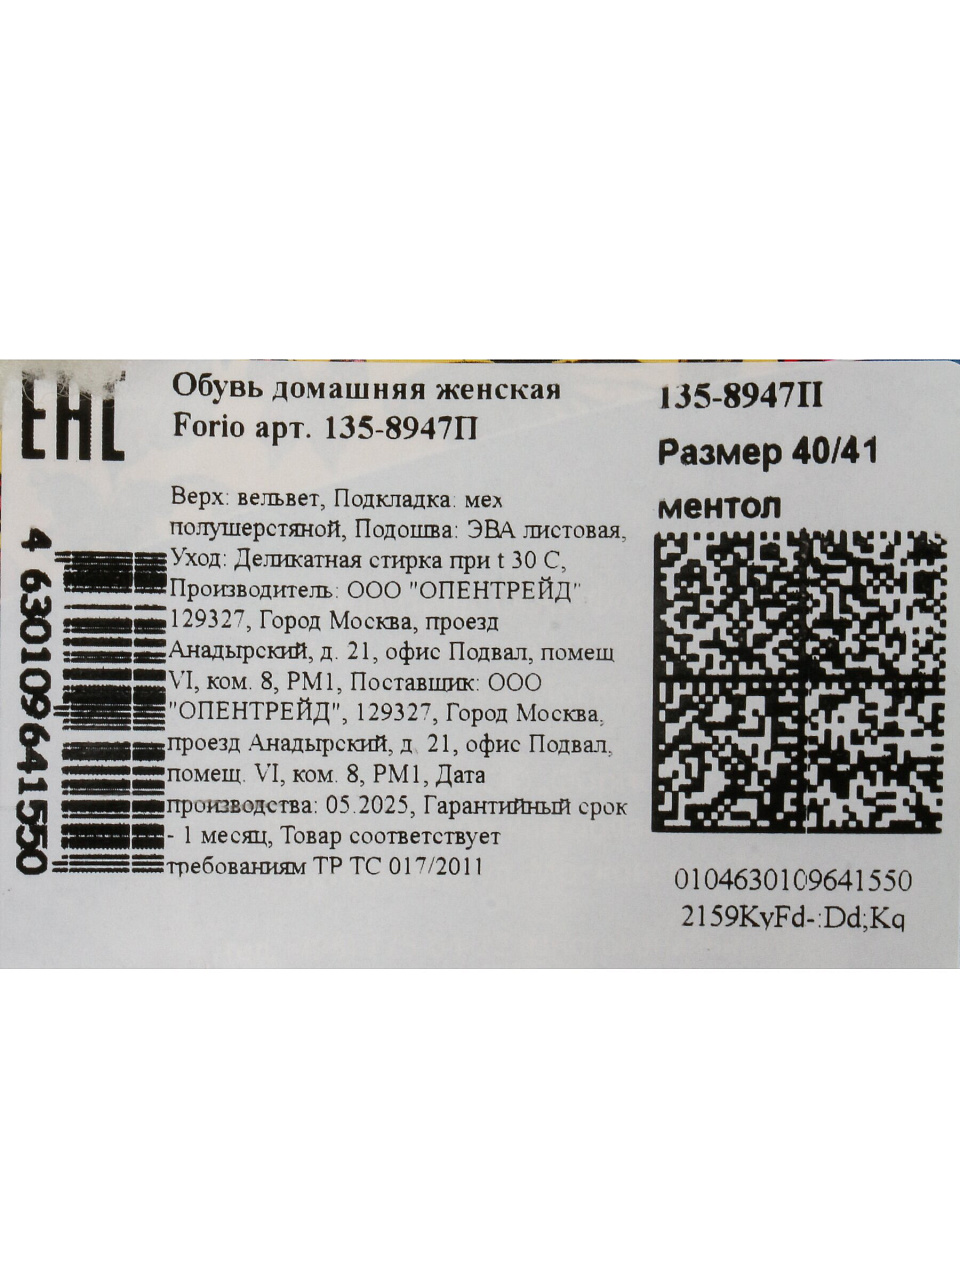 ЕАС
Обувь домашняя женская
Forio арт. 135-8947П
Верх: вельвет, Подкладка: мех
полушерстяной, Подошва: ЭВА листовая,
Уход: Деликатная стирка при t 30 С,
Производитель: ООО "ОПЕНТРЕЙД"
129327, Город Москва, проезд
Анадырский, д. 21, офис Подвал, помещ
VI, ком. 8, РМ1, Поставщик: ООО
"ОПЕНТРЕЙД", 129327, Город Москва,
проезд Анадырский, д. 21, офис Подвал,
помещ. VI, ком. 8, РМ1, Дата
производства: 05.2025, Гарантийный срок
- 1 месяц, Товар соответствует
требованиям ТР ТС 017/2011
4 630109 641550
135-8947П
Размер 40/41
ментол
0104630109641550
2159KyFd-:Dd;Kq